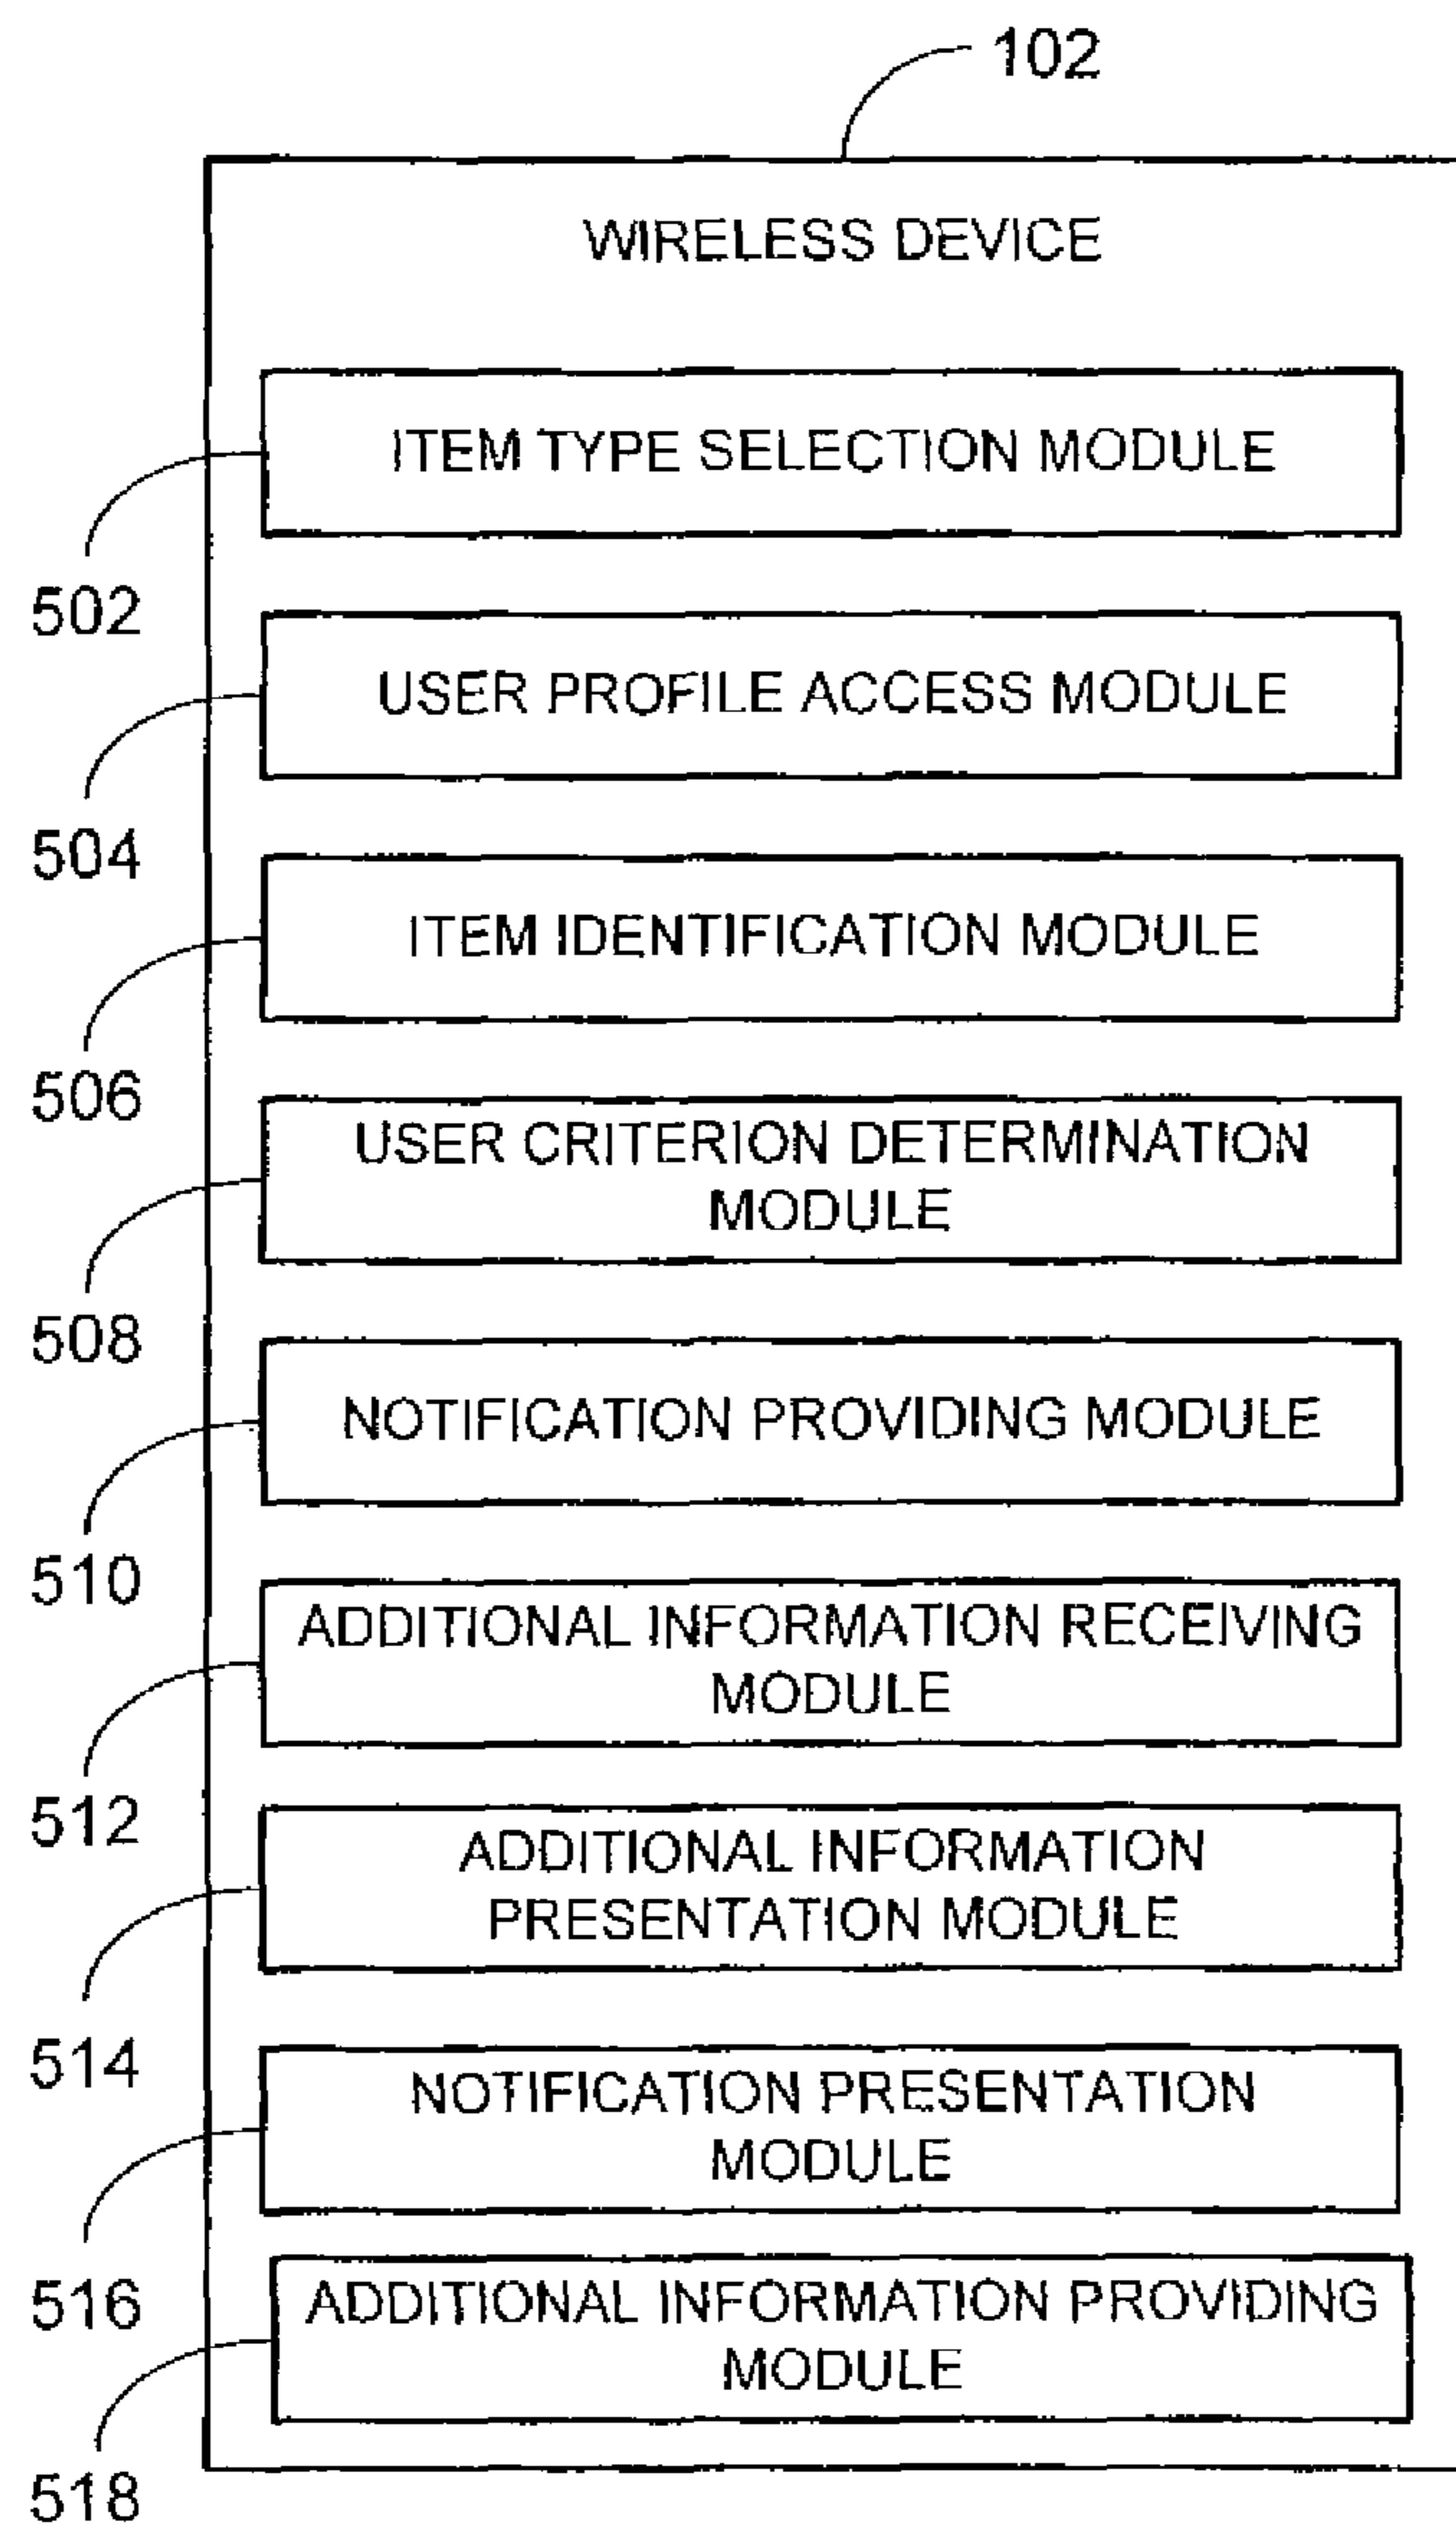 102
WIRELESS DEVICE
ITEM TYPE SELECTION MODULE
502
USER PROFILE ACCESS MODULE
504
ITEM IDENTIFICATION MODULE
506
USER CRITERION DETERMINATION
MODULE
508
NOTIFICATION PROVIDING MODULE
510
ADDITIONAL INFORMATION RECEIVING
MODULE
512
ADDITIONAL INFORMATION
PRESENTATION MODULE
514
NOTIFICATION PRESENTATION
MODULE
516
ADDITIONAL INFORMATION PROVIDING
MODULE
518